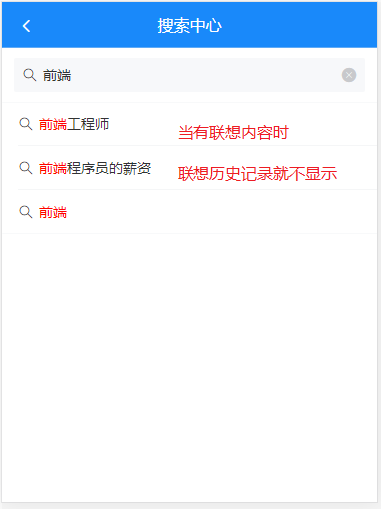 搜索中心
前端
前端工程师
当有联想内容时
前端程序员的薪资
联想历史记录就不显示
前端